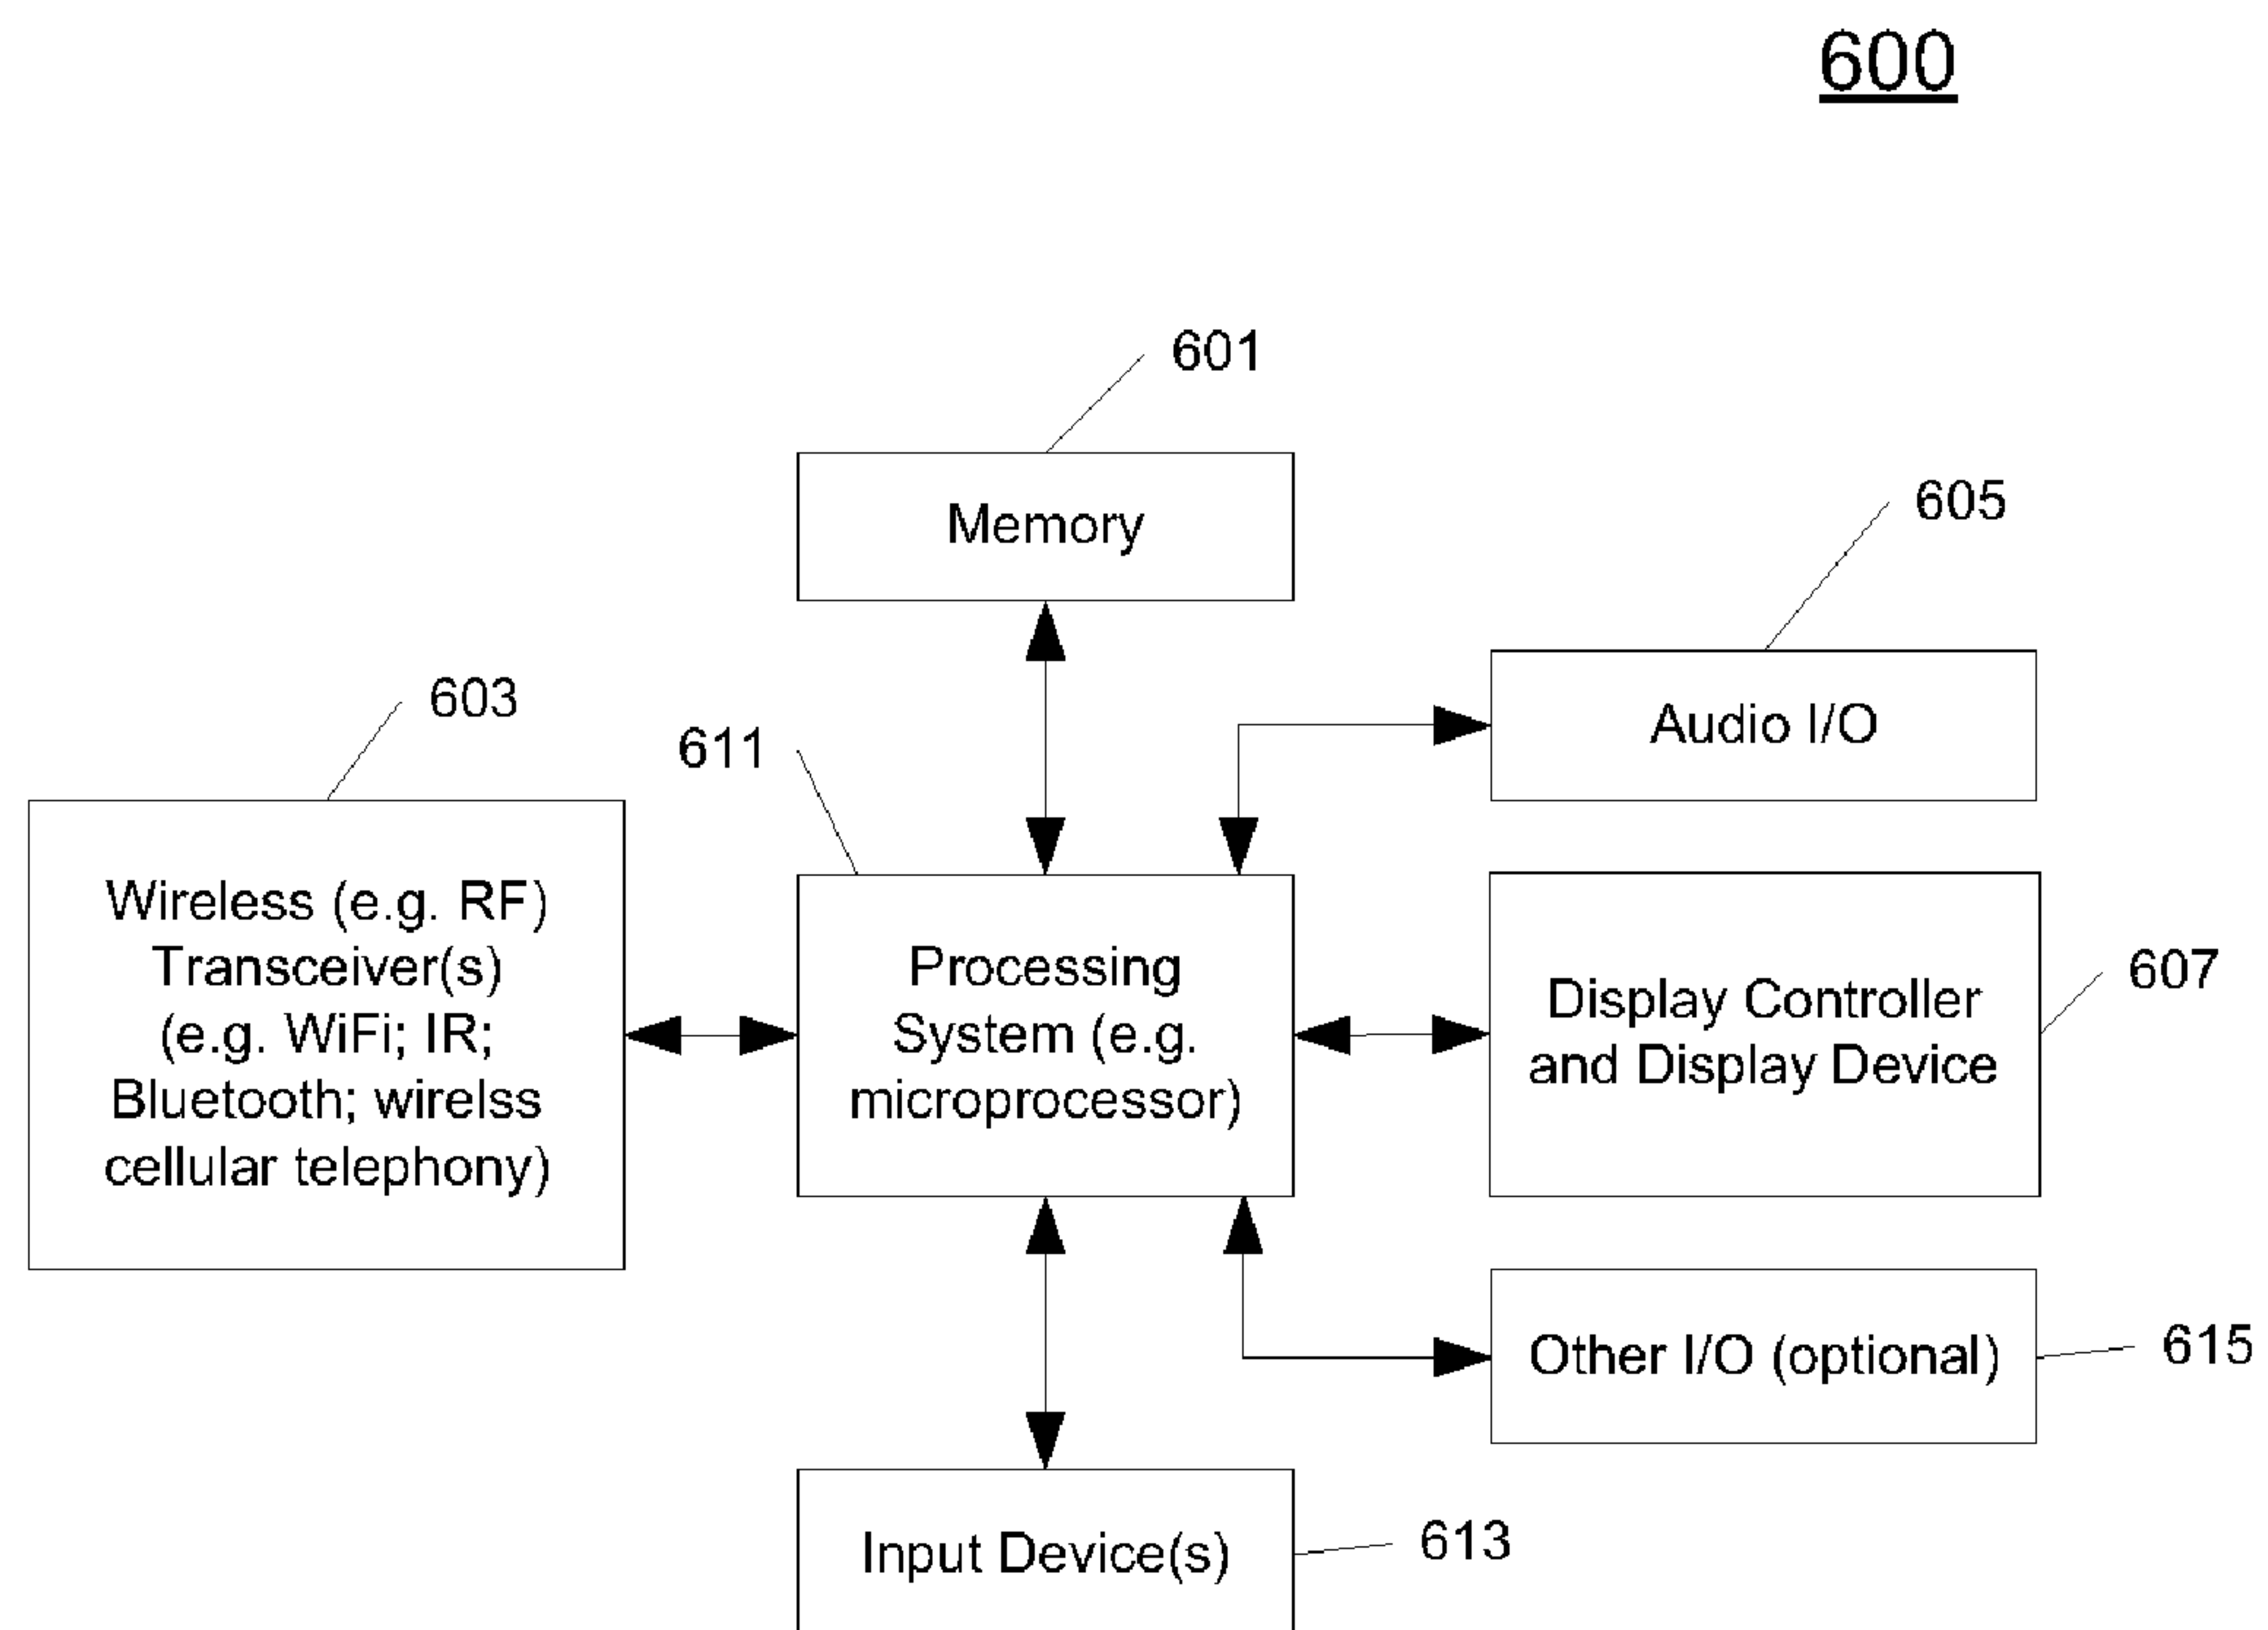 600
601
Memory
605
Audio I/O
603
611
Wireless (e.g. RF)
Transceiver(s)
(e.g. WiFi; IR;
Bluetooth; wirelss
cellular telephony)
Processing
System (e.g.
microprocessor)
Display Controller
and Display Device
607
Other I/O (optional)
615
Input Device(s)
613